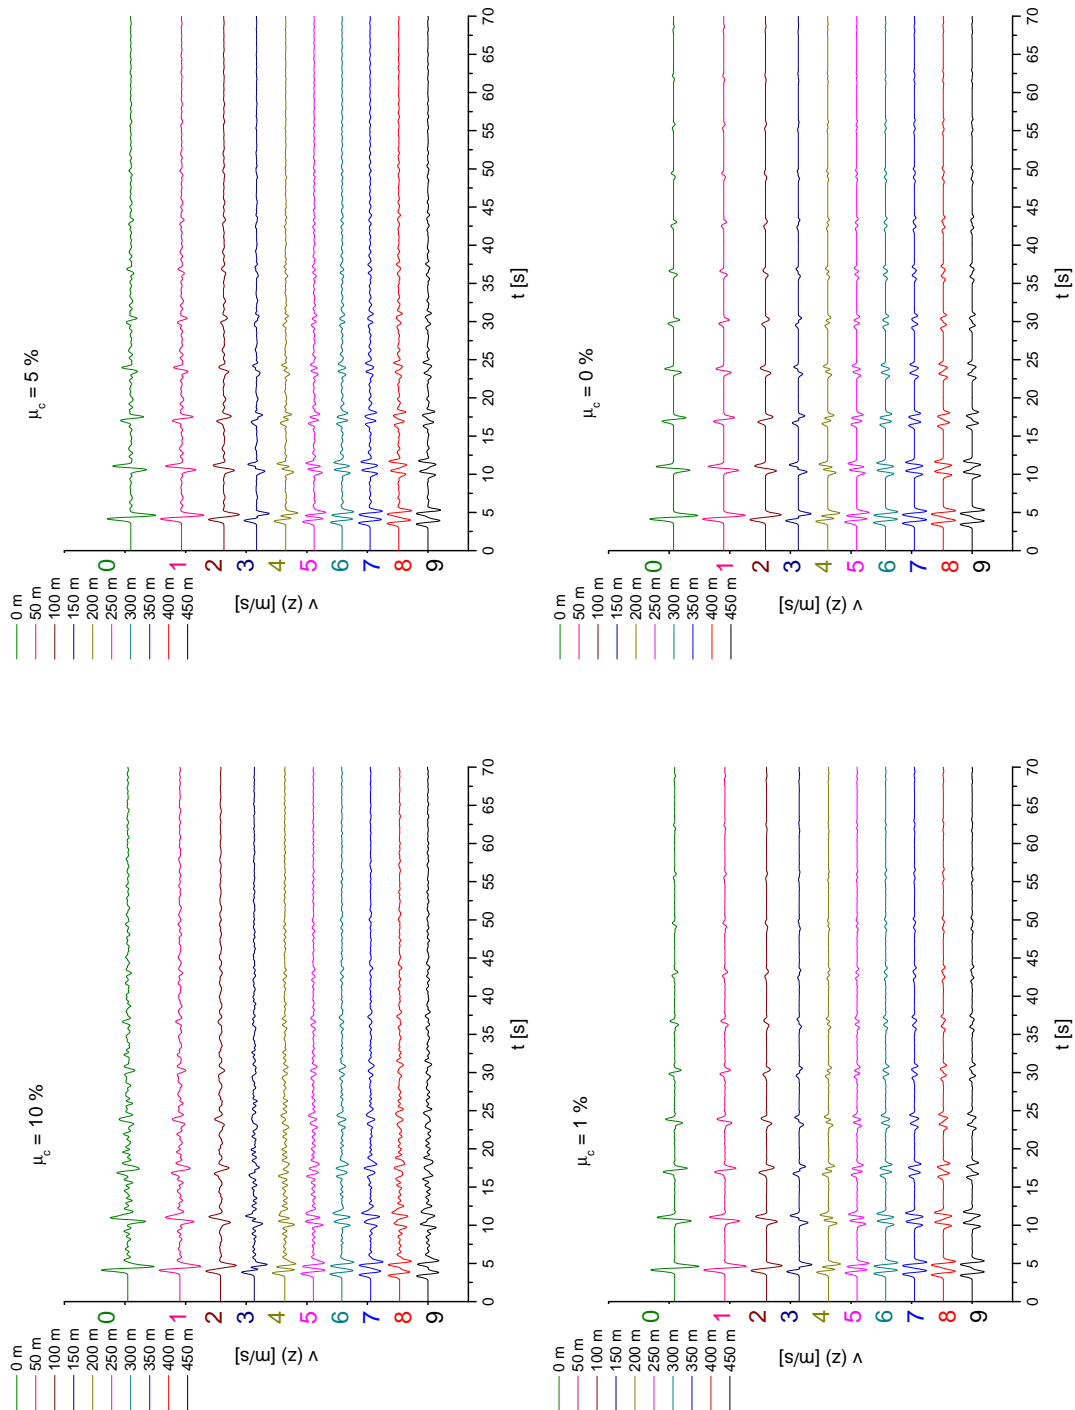 μc = 10 %
0 m
50 m
100 m
150 m
200 m
250 m
300 m
350 m
400 m
450 m
v (z) [m/s]
0
1
2
3
4
5
6
7
8
9
0 5 10 15 20 25 30 35 40 45 50 55 60 65 70
t [s]
μc = 5 %
0 m
50 m
100 m
150 m
200 m
250 m
300 m
350 m
400 m
450 m
v (z) [m/s]
0
1
2
3
4
5
6
7
8
9
0 5 10 15 20 25 30 35 40 45 50 55 60 65 70
t [s]
μc = 1 %
0 m
50 m
100 m
150 m
200 m
250 m
300 m
350 m
400 m
450 m
v (z) [m/s]
0
1
2
3
4
5
6
7
8
9
0 5 10 15 20 25 30 35 40 45 50 55 60 65 70
t [s]
μc = 0 %
0 m
50 m
100 m
150 m
200 m
250 m
300 m
350 m
400 m
450 m
v (z) [m/s]
0
1
2
3
4
5
6
7
8
9
0 5 10 15 20 25 30 35 40 45 50 55 60 65 70
t [s]